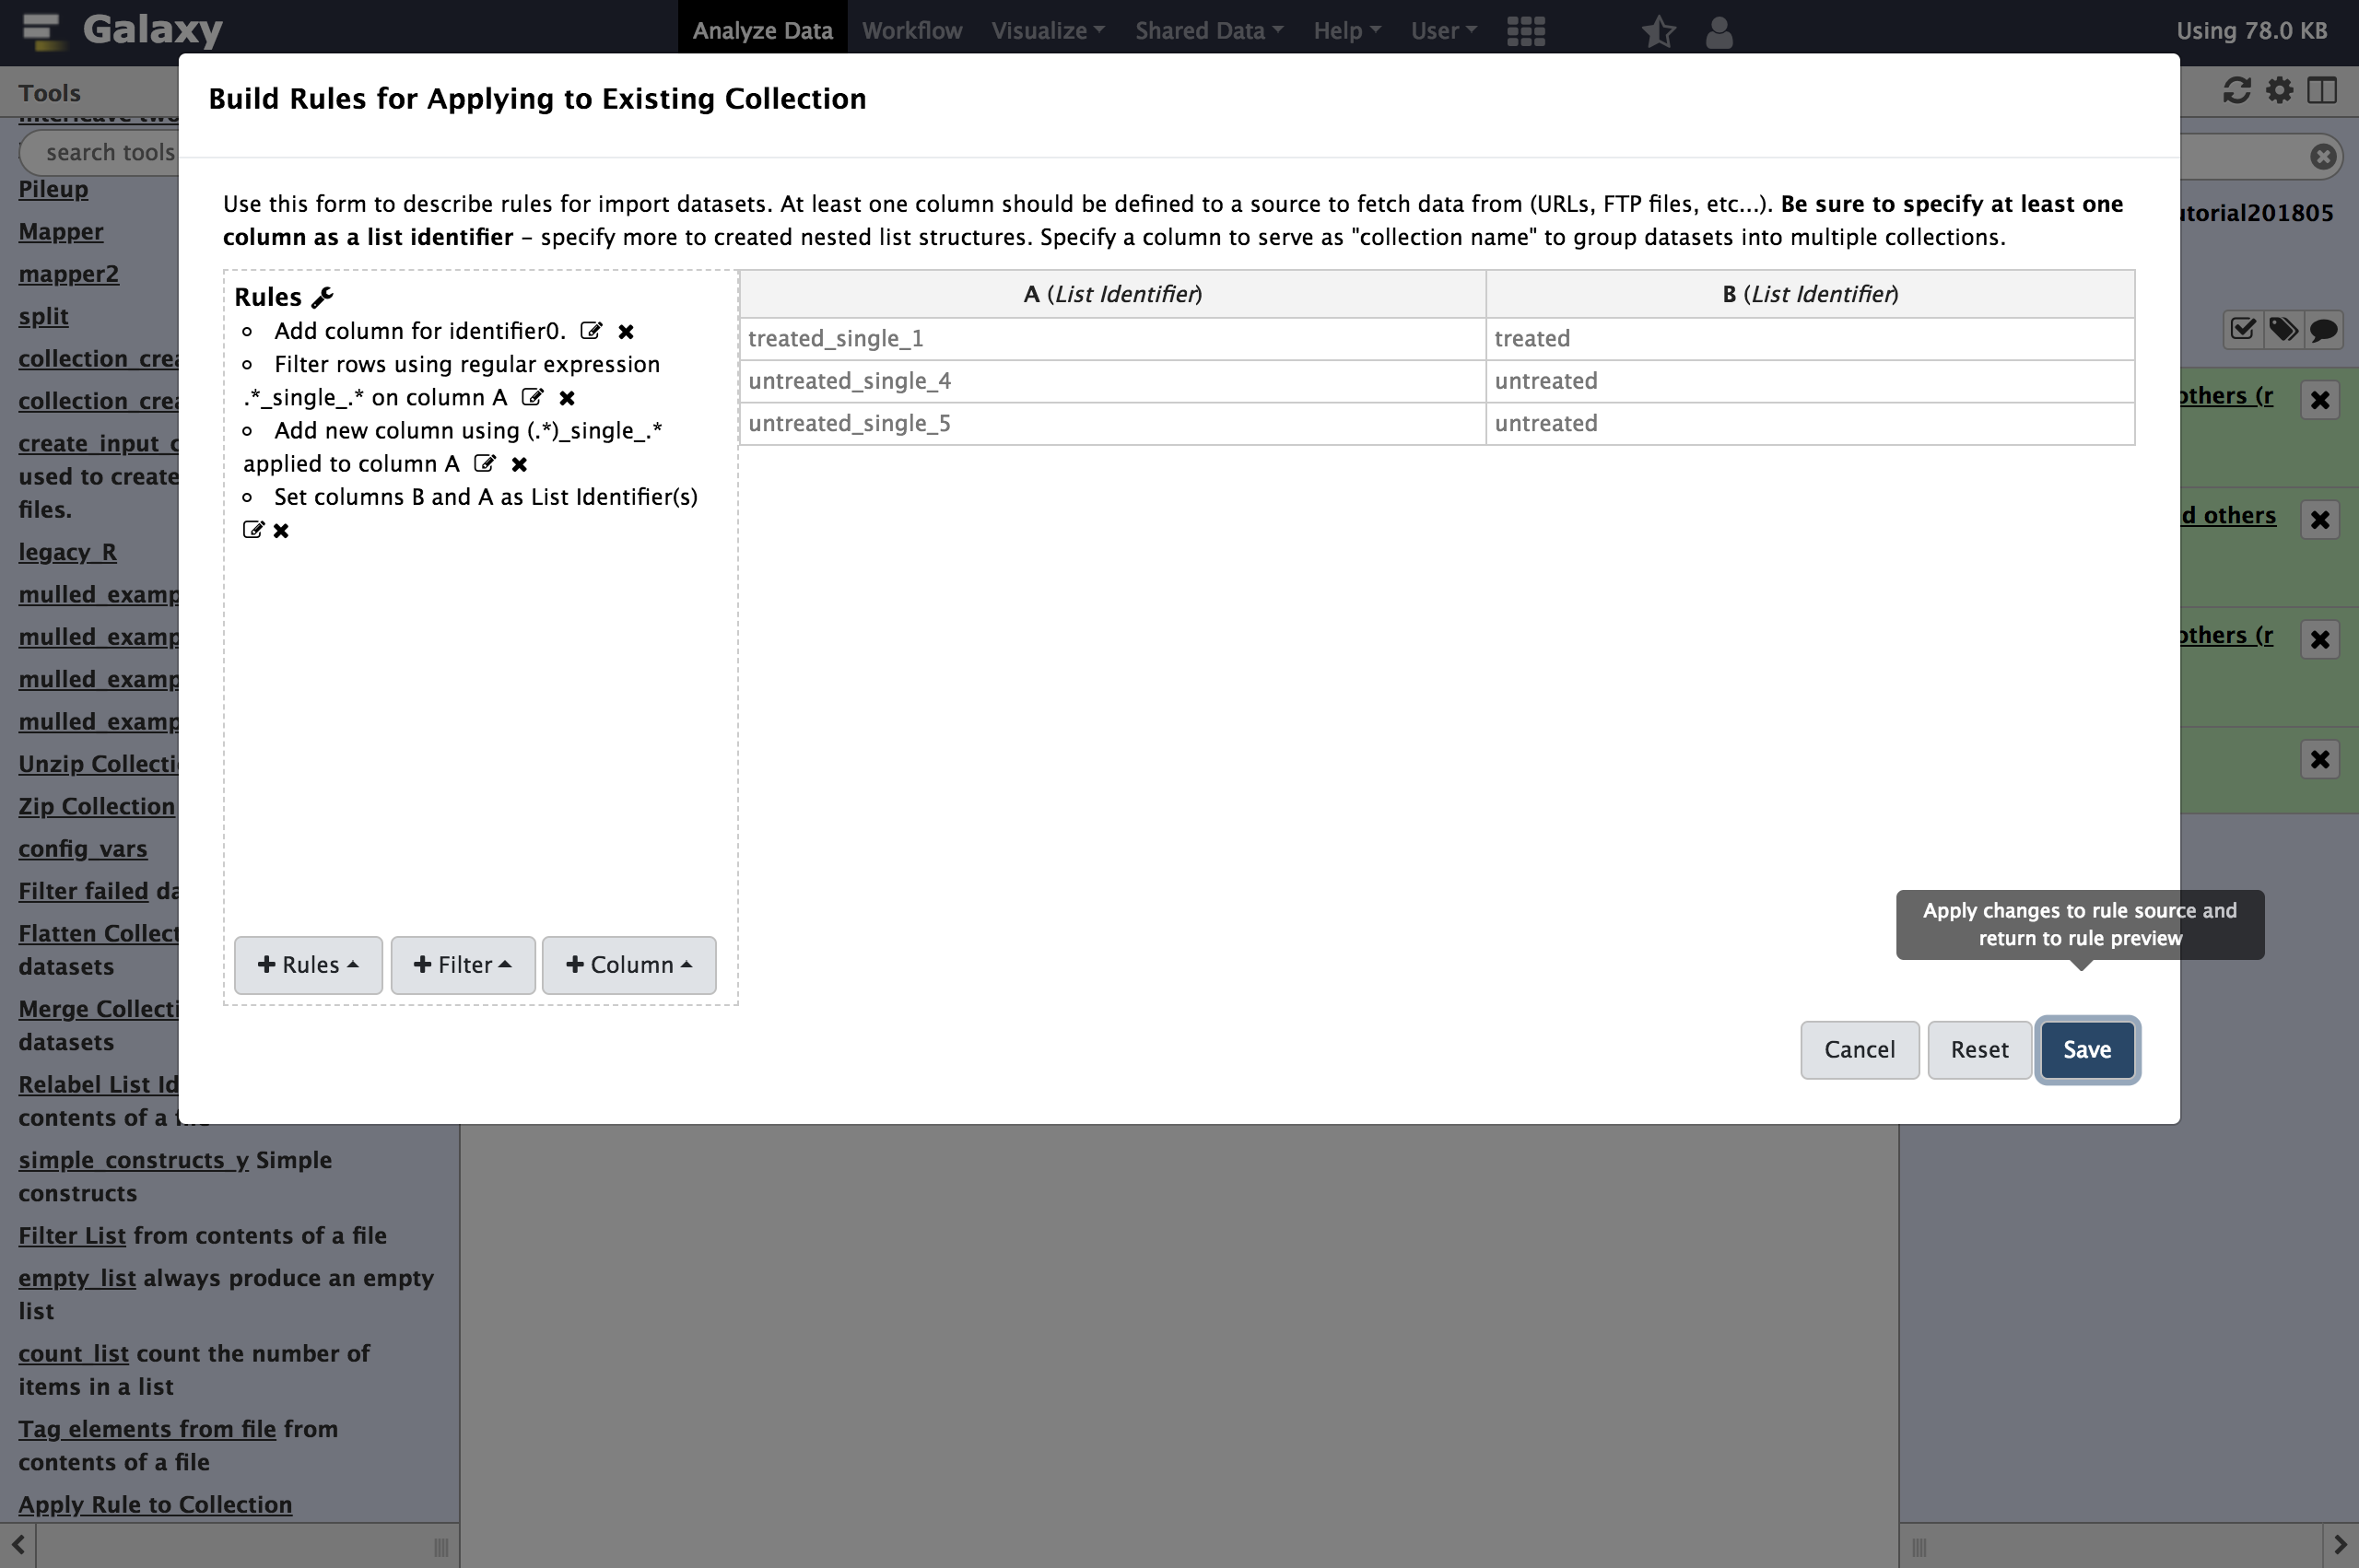 Galaxy
Analyze Data
Workflow
Visualize
Shared Data
Help
User
Using 78.0 KB
Tools
search tools
Pileup
Mapper
mapper2
split
collection_crea
collection_crea
create_input_c
used to create
files.
legacy_R
mulled_examp
mulled_examp
mulled_examp
mulled_examp
Unzip Collecti
Zip Collection
config_vars
Filter failed da
Flatten Collect
datasets
Merge Collecti
datasets
Relabel List Id
contents of a
simple_constructs_y Simple
constructs
Filter List from contents of a file
empty_list always produce an empty
list
count_list count the number of
items in a list
Tag elements from file from
contents of a file
Apply Rule to Collection
Build Rules for Applying to Existing Collection
Use this form to describe rules for import datasets. At least one column should be defined to a source to fetch data from (URLs, FTP files, etc...). Be sure to specify at least one
column as a list identifier – specify more to created nested list structures. Specify a column to serve as "collection name" to group datasets into multiple collections.
Rules
Add column for identifier0.
Filter rows using regular expression
.*_single_.* on column A
Add new column using (.*)_single_.*
applied to column A
Set columns B and A as List Identifier(s)
+ Rules
+ Filter
+ Column
A (List Identifier)
B (List Identifier)
treated_single_1
treated
untreated_single_4
untreated
untreated_single_5
untreated
Apply changes to rule source and
return to rule preview
Cancel
Reset
Save
utorial201805
others (r
d others
others (r